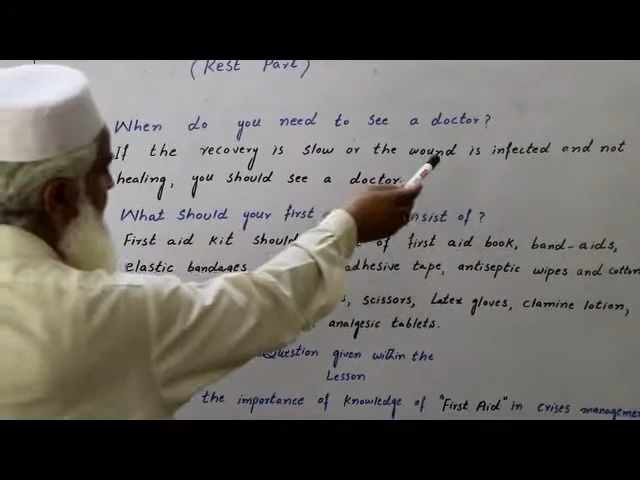 (Rest Part)
When do you need to see a doctor?
If the recovery is slow or the wound is infected and not
healing, you should see a doctor.
What should your first of?
First aid kit should of first aid book, band-aids,
elastic bandages adhesive tape, antiseptic wipes and cotton
scissors, Latex gloves, clamine lotion,
analgesic tablets.
Question given within the
Lesson
the importance of knowledge of "First Aid" in crises managem